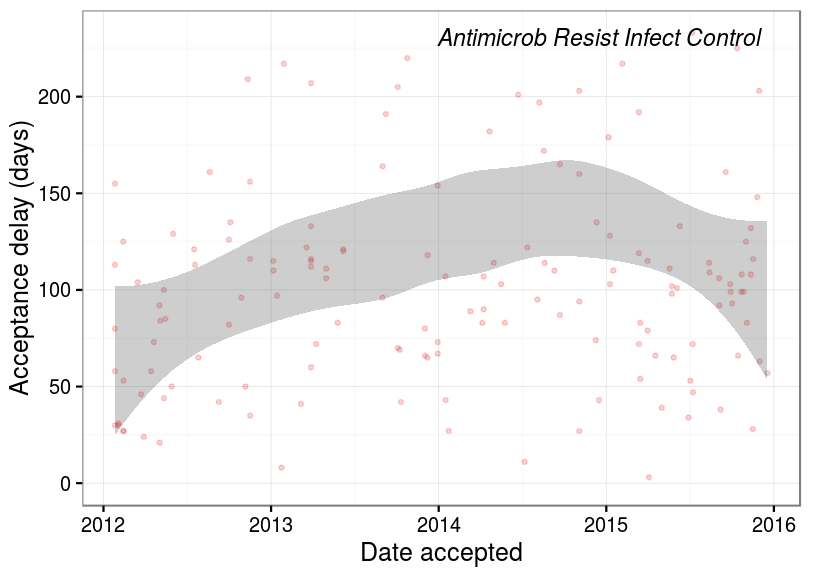 Antimicrob Resist Infect Control
Acceptance delay (days)
200
150
100
50
0
2012 2013 2014 2015 2016
Date accepted